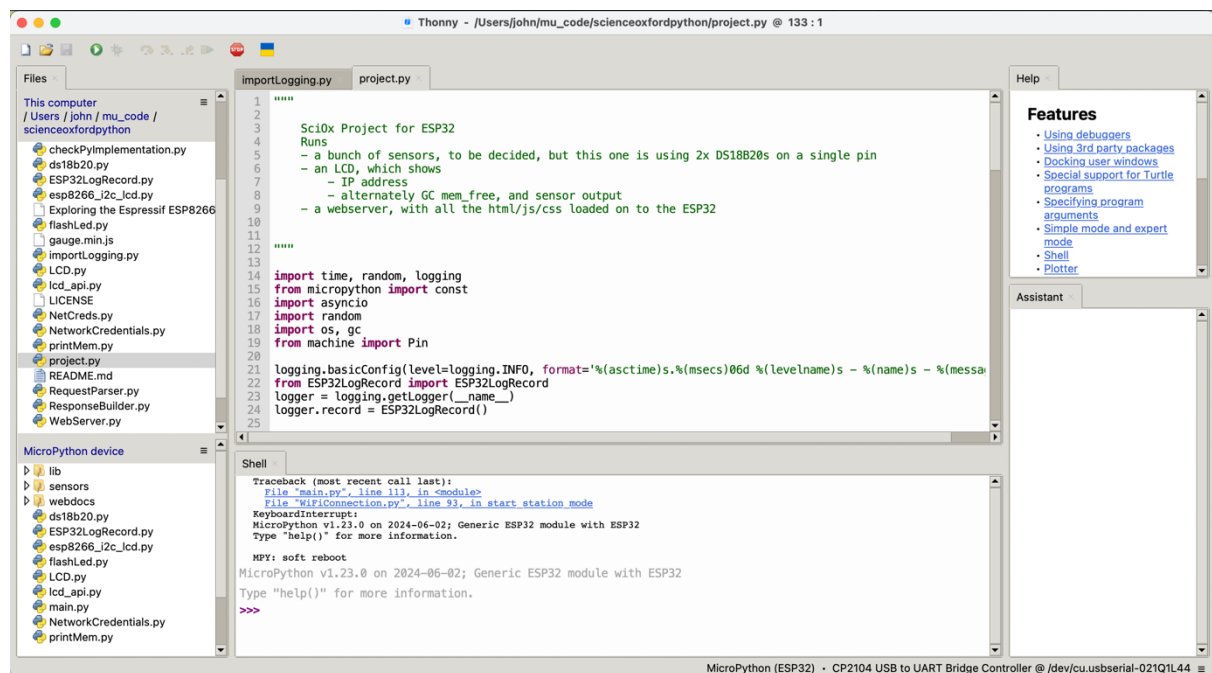 Thonny - /Users/john/mu_code/scienceoxfordpython/project.py @ 133 : 1
STOP
Files
This computer
/ Users / john / mu_code /
scienceoxfordpython
checkPyImplementation.py
ds18b20.py
ESP32LogRecord.py
esp8266_i2c_lcd.py
Exploring the Espressif ESP8266
flashLed.py
gauge.min.js
importLogging.py
LCD.py
lcd_api.py
LICENSE
NetCreds.py
NetworkCredentials.py
printMem.py
project.py
README.md
RequestParser.py
ResponseBuilder.py
WebServer.py
MicroPython device
lib
sensors
webdocs
ds18b20.py
ESP32LogRecord.py
esp8266_i2c_lcd.py
flashLed.py
LCD.py
lcd_api.py
main.py
NetworkCredentials.py
printMem.py
importLogging.py
project.py
1 """
2
3 SciOx Project for ESP32
4 Runs
5 - a bunch of sensors, to be decided, but this one is using 2x DS18B20s on a single pin
6 - an LCD, which shows
7 - IP address
8 - alternately GC mem_free, and sensor output
9 - a webserver, with all the html/js/css loaded on to the ESP32
10
11
12 """
13
14 import time, random, logging
15 from micropython import const
16 import asyncio
17 import random
18 import os, gc
19 from machine import Pin
20
21 logging.basicConfig(level=logging.INFO, format='%(asctime)s.%(msecs)06d %(levelname)s - %(name)s - %(messa
22 from ESP32LogRecord import ESP32LogRecord
23 logger = logging.getLogger(__name__)
24 logger.record = ESP32LogRecord()
25
Shell
Traceback (most recent call last):
File "main.py", line 113, in <module>
File "WiFiConnection.py", line 93, in start_station_mode
KeyboardInterrupt:
MicroPython v1.23.0 on 2024-06-02; Generic ESP32 module with ESP32
Type "help()" for more information.
MPY: soft reboot
MicroPython v1.23.0 on 2024-06-02; Generic ESP32 module with ESP32
Type "help()" for more information.
>>>
Help
Features
• Using debuggers
• Using 3rd party packages
• Docking user windows
• Special support for Turtle
programs
• Specifying program
arguments
• Simple mode and expert
mode
• Shell
• Plotter
Assistant
MicroPython (ESP32) • CP2104 USB to UART Bridge Controller @ /dev/cu.usbserial-021Q1L44 ≡